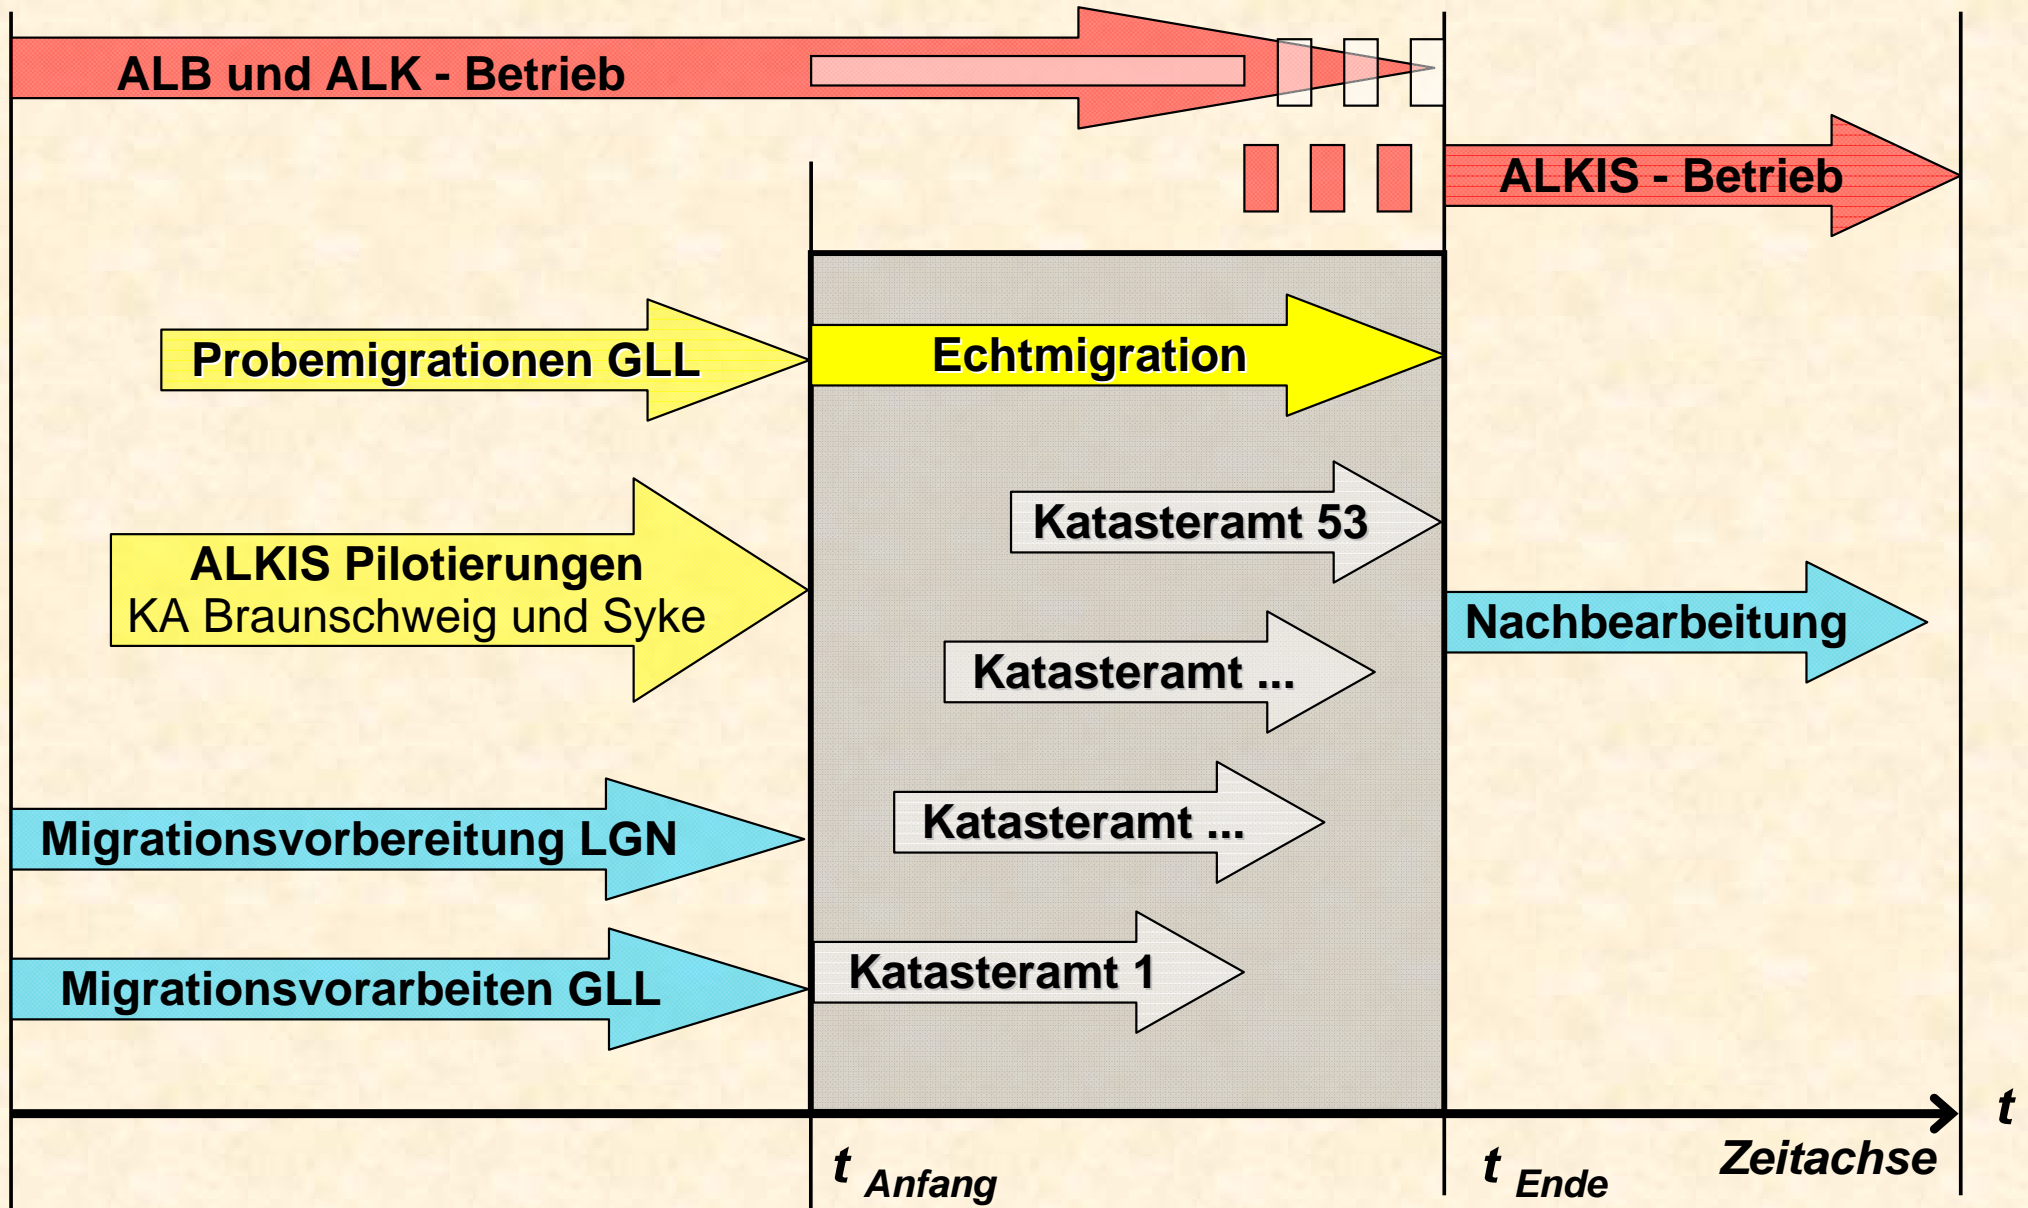 ALB und ALK - Betrieb
ALKIS - Betrieb
Probemigrationen GLL
Echtmigration
Katasteramt 53
ALKIS Pilotierungen
KA Braunschweig und Syke
Nachbearbeitung
Katasteramt ...
Migrationsvorbereitung LGN
Katasteramt ...
Migrationsvorarbeiten GLL
Katasteramt 1
t
t Anfang
t Ende
Zeitachse